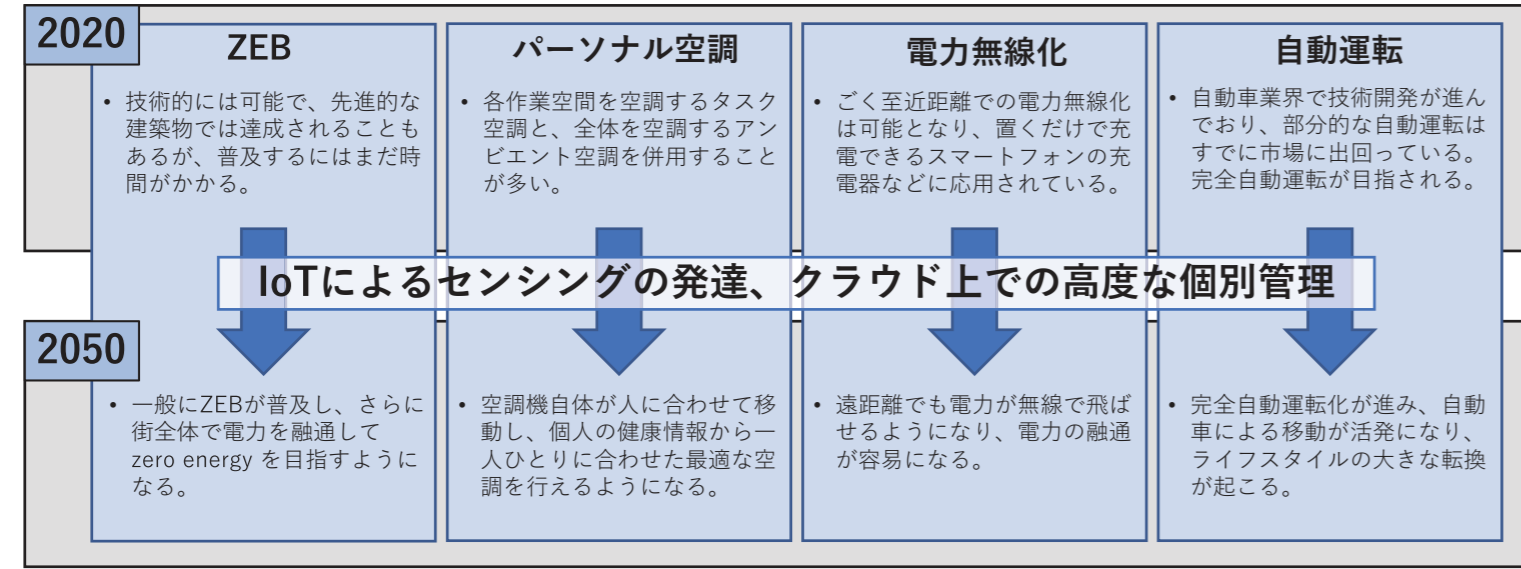 2020
ZEB
• 技術的には可能で、先進的な
建築物では達成されることも
あるが、普及するにはまだ時
間がかかる。
パーソナル空調
• 各作業空間を空調するタスク
空調と、全体を空調するアン
ビエント空調を併用すること
が多い。
電力無線化
• ごく至近距離での電力無線化
は可能となり、置くだけで充
電できるスマートフォンの充
電器などに応用されている。
自動運転
• 自動車業界で技術開発が進ん
でおり、部分的な自動運転は
すでに市場に出回っている。
完全自動運転が目指される。
IoTによるセンシングの発達、クラウド上での高度な個別管理
2050
• 一般にZEBが普及し、さらに
街全体で電力を融通して
zero energy を目指すように
なる。
• 空調機自体が人に合わせて移
動し、個人の健康情報から一
人ひとりに合わせた最適な空
調を行えるようになる。
• 遠距離でも電力が無線で飛ば
せるようになり、電力の融通
が容易になる。
• 完全自動運転化が進み、自動
車による移動が活発になり、
ライフスタイルの大きな転換
が起こる。